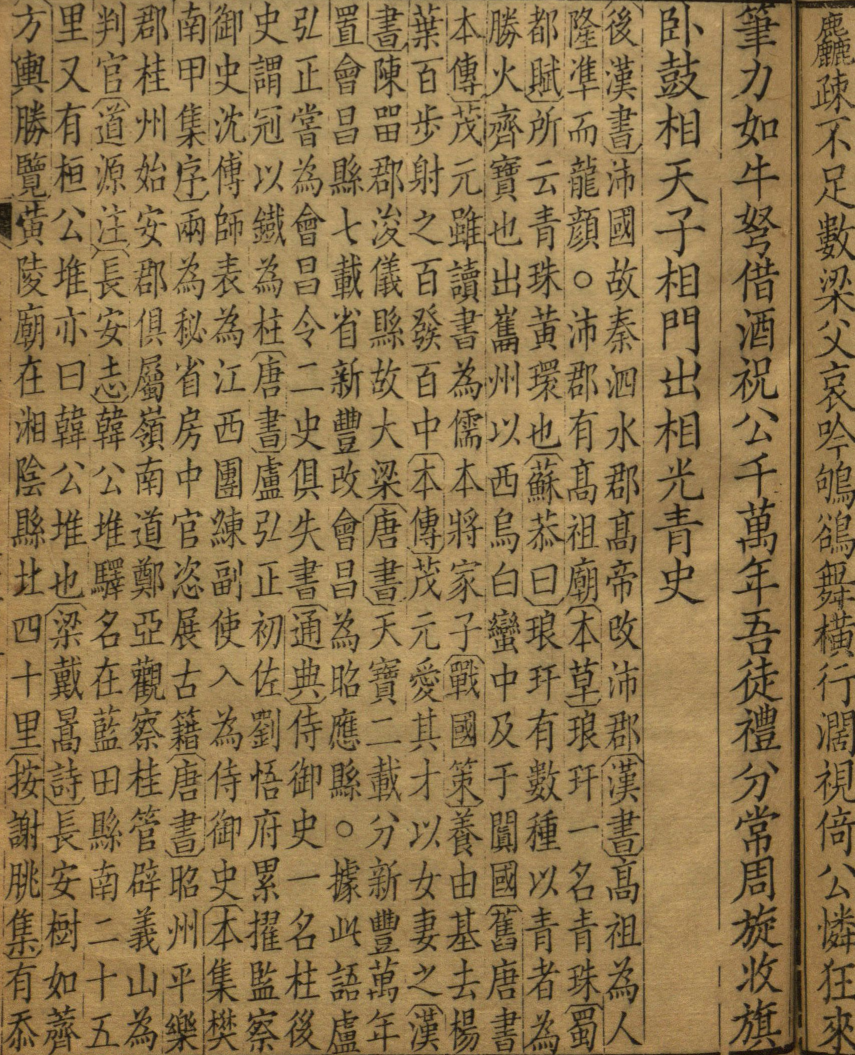 麤疎不足數梁父哀吟鴝鵒舞橫行濶視倚公憐狂來
筆力如牛弩借酒祝公千萬年吾徒禮分常周旋收旗
卧鼓相天子相門出相光青史
後漢書沛國故秦泗水郡高帝改沛郡漢書高祖為人
隆準而龍顏○沛郡有高祖廟本草琅玕一名青珠蜀
都賦所云青珠黃環也蘇恭曰琅玕有數種以青者為
勝火齊寶也出巂州以西烏白蠻中及于闐國舊唐書
本傳茂元雖讀書為儒本將家子戰國策養由基去楊
葉百步射之百發百中本傳茂元愛其才以女妻之漢
書陳畱郡浚儀縣故大梁唐書天寶二載分新豐萬年
置會昌縣七載省新豐改會昌為昭應縣○據此語盧
弘正嘗為會昌令二史俱失書通典侍御史一名柱後
史謂冠以鐵為柱唐書盧弘正初佐劉悟府累擢監察
御史沈傳師表為江西團練副使入為侍御史本集樊
南甲集序兩為秘省房中官恣展古籍唐書昭州平樂
郡桂州始安郡俱屬嶺南道鄭亞觀察桂管辟義山為
判官道源注長安志韓公堆驛名在藍田縣南二十五
里又有桓公堆亦曰韓公堆也梁戴暠詩長安樹如薺
方輿勝覽黃陵廟在湘陰縣北四十里按謝朓集有忝